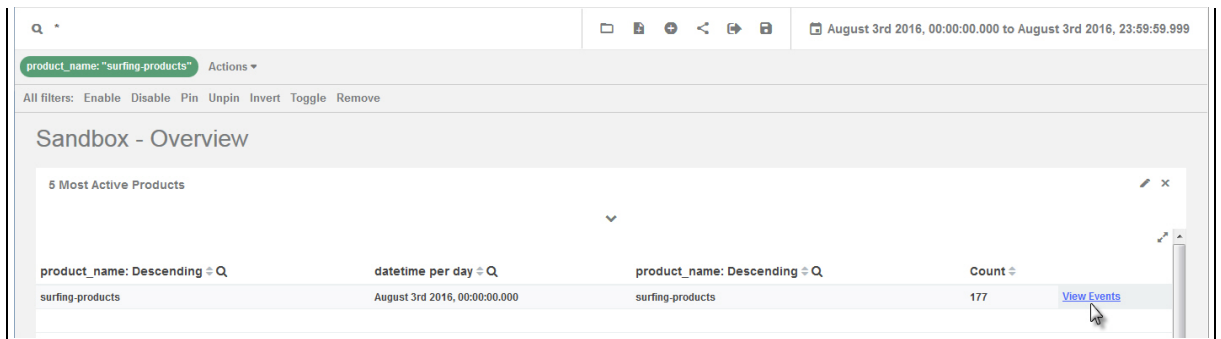 *
August 3rd 2016, 00:00:00.000 to August 3rd 2016, 23:59:59.999
product_name: "surfing-products" Actions
All filters: Enable Disable Pin Unpin Invert Toggle Remove
Sandbox - Overview
5 Most Active Products
product_name: Descending datetime per day product_name: Descending Count
surfing-products August 3rd 2016, 00:00:00.000 surfing-products 177 View Events